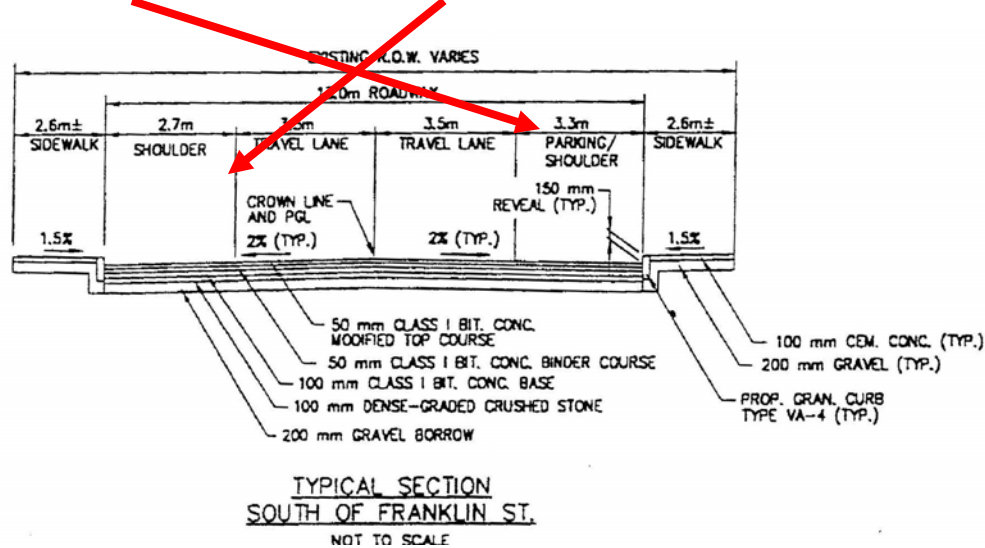 EXISTING R.O.W. VARIES
ROADWAY
2.6m± 2.7m 3.5m 3.3m 2.6m±
SIDEWALK SHOULDER TRAVEL LANE TRAVEL LANE PARKING/ SIDEWALK
SHOULDER
150 mm
REVEAL (TYP.)
CROWN LINE
AND PGL
1.5% 2% (TYP.) 2% (TYP.) 1.5%
50 mm CLASS I BIT. CONC.
MODIFIED TOP COURSE
50 mm CLASS I BIT. CONC. BINDER COURSE
100 mm CLASS I BIT. CONC. BASE
100 mm DENSE-GRADED CRUSHED STONE
200 mm GRAVEL BORROW
100 mm CEM. CONC. (TYP.)
200 mm GRAVEL (TYP.)
PROP. GRAN. CURB
TYPE VA-4 (TYP.)
TYPICAL SECTION
SOUTH OF FRANKLIN ST.
NOT TO SCALE